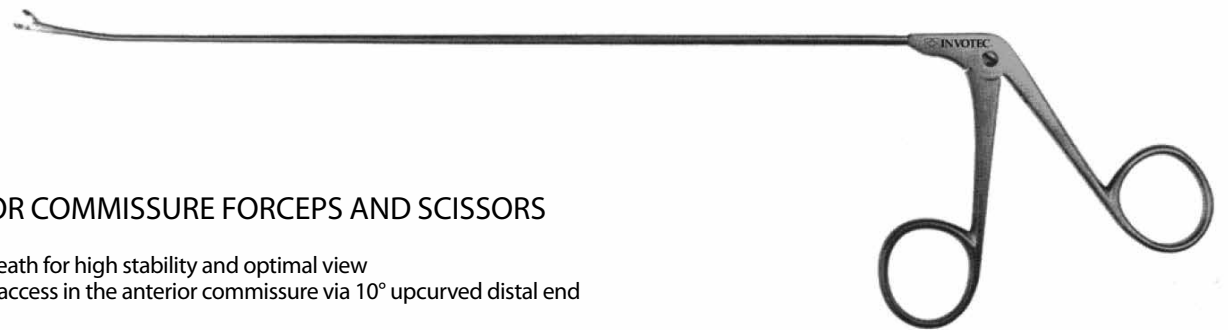 INVOTEC
OR COMMISSURE FORCEPS AND SCISSORS
eath for high stability and optimal view
access in the anterior commissure via 10° upcurved distal end